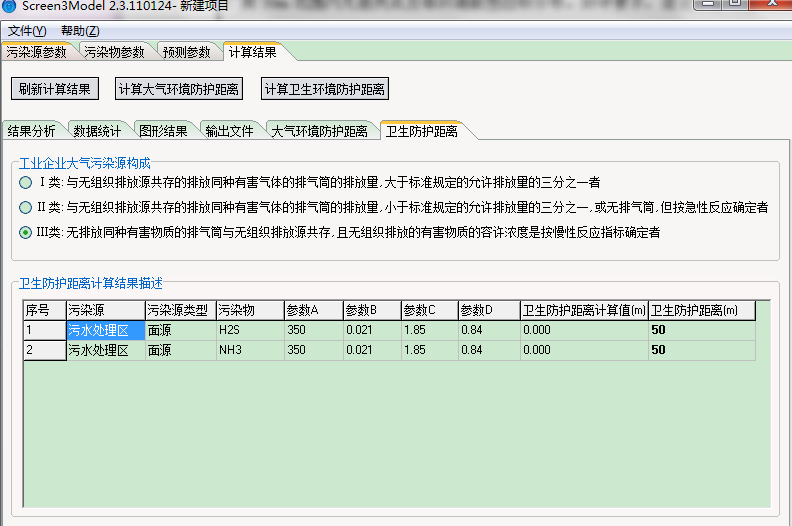 Screen3Model 2.3.110124- 新建项目
文件(Y) 帮助(Z)
污染源参数 污染物参数 预测参数 计算结果
刷新计算结果 计算大气环境防护距离 计算卫生环境防护距离
结果分析 数据统计 图形结果 输出文件 大气环境防护距离 卫生防护距离
工业企业大气污染源构成
I 类: 与无组织排放源共存的排放同种有害气体的排气筒的排放量,大于标准规定的允许排放量的三分之一者
II 类: 与无组织排放源共存的排放同种有害气体的排气筒的排放量,小于标准规定的允许排放量的三分之一,或无排气筒,但按急性反应确定者
III类: 无排放同种有害物质的排气筒与无组织排放源共存,且无组织排放的有害物质的容许浓度是按慢性反应指标确定者
卫生防护距离计算结果描述
序号 污染源 污染源类型 污染物 参数A 参数B 参数C 参数D 卫生防护距离计算值(m) 卫生防护距离(m)
1 污水处理区 面源 H2S 350 0.021 1.85 0.84 0.000 50
2 污水处理区 面源 NH3 350 0.021 1.85 0.84 0.000 50